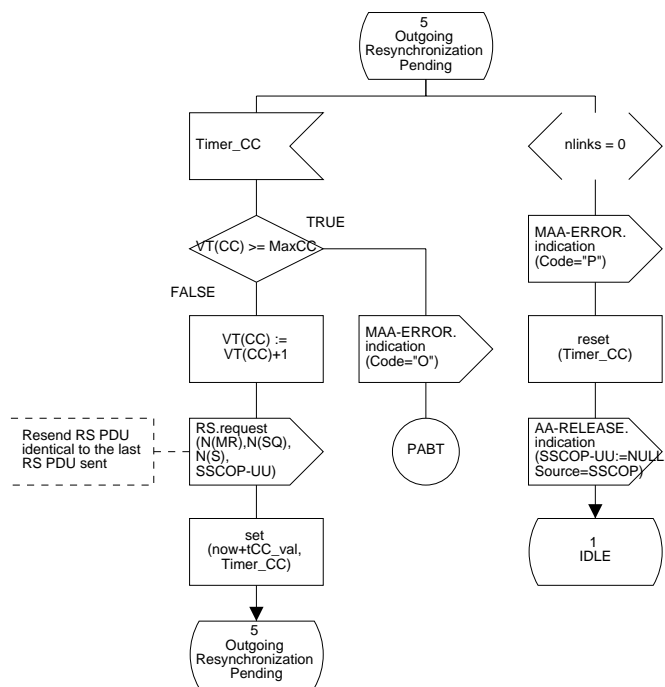 5
Outgoing
Resynchronization
Pending
Timer_CC
nlinks = 0
TRUE
VT(CC) >= MaxCC
MAA-ERROR.
indication
(Code="P")
FALSE
VT(CC) :=
VT(CC)+1
MAA-ERROR.
indication
(Code="O")
reset
(Timer_CC)
Resend RS PDU
identical to the last
RS PDU sent
RS.request
(N(MR),N(SQ),
N(S),
SSCOP-UU)
PABT
AA-RELEASE.
indication
(SSCOP-UU:=NULL
Source=SSCOP)
set
(now+tCC_val,
Timer_CC)
1
IDLE
5
Outgoing
Resynchronization
Pending